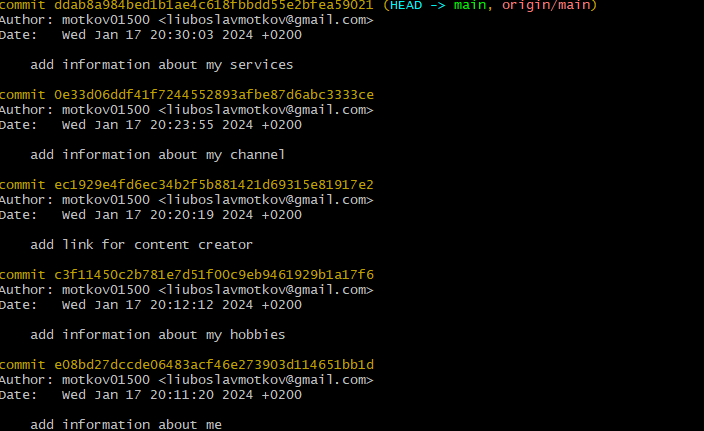 commit ddab8a984bed1b1ae4c618fbbdd55e2bfea59021 (HEAD -> main, origin/main)
Author: motkov01500 <liuboslavmotkov@gmail.com>
Date:   Wed Jan 17 20:30:03 2024 +0200
add information about my services
commit 0e33d06ddf41f7244552893afbe87d6abc3333ce
Author: motkov01500 <liuboslavmotkov@gmail.com>
Date:   Wed Jan 17 20:23:55 2024 +0200
add information about my channel
commit ec1929e4fd6ec34b2f5b881421d69315e81917e2
Author: motkov01500 <liuboslavmotkov@gmail.com>
Date:   Wed Jan 17 20:20:19 2024 +0200
add link for content creator
commit c3f11450c2b781e7d51f00c9eb9461929b1a17f6
Author: motkov01500 <liuboslavmotkov@gmail.com>
Date:   Wed Jan 17 20:12:12 2024 +0200
add information about my hobbies
commit e08bd27dccde06483acf46e273903d114651bb1d
Author: motkov01500 <liuboslavmotkov@gmail.com>
Date:   Wed Jan 17 20:11:20 2024 +0200
add information about me